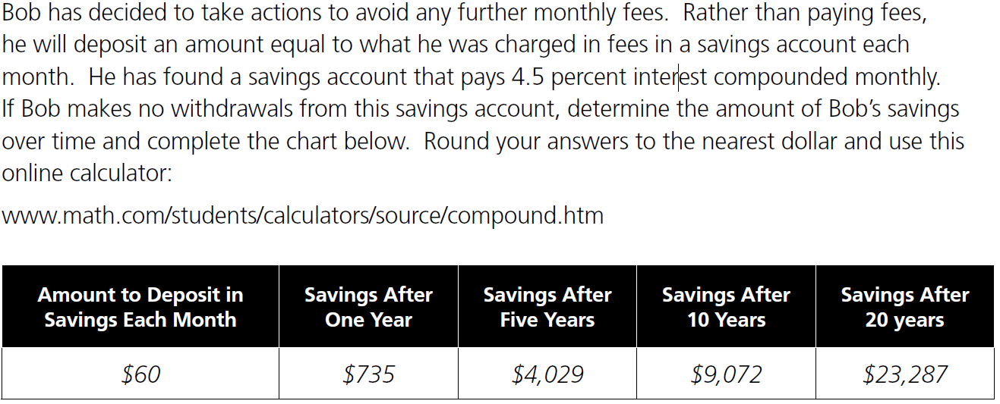 Bob has decided to take actions to avoid any further monthly fees.  Rather than paying fees,
he will deposit an amount equal to what he was charged in fees in a savings account each
month.  He has found a savings account that pays 4.5 percent interest compounded monthly.
If Bob makes no withdrawals from this savings account, determine the amount of Bob’s savings
over time and complete the chart below.  Round your answers to the nearest dollar and use this
online calculator:
www.math.com/students/calculators/source/compound.htm
Amount to Deposit in
Savings Each Month
Savings After
One Year
Savings After
Five Years
Savings After
10 Years
Savings After
20 years
$60
$735
$4,029
$9,072
$23,287